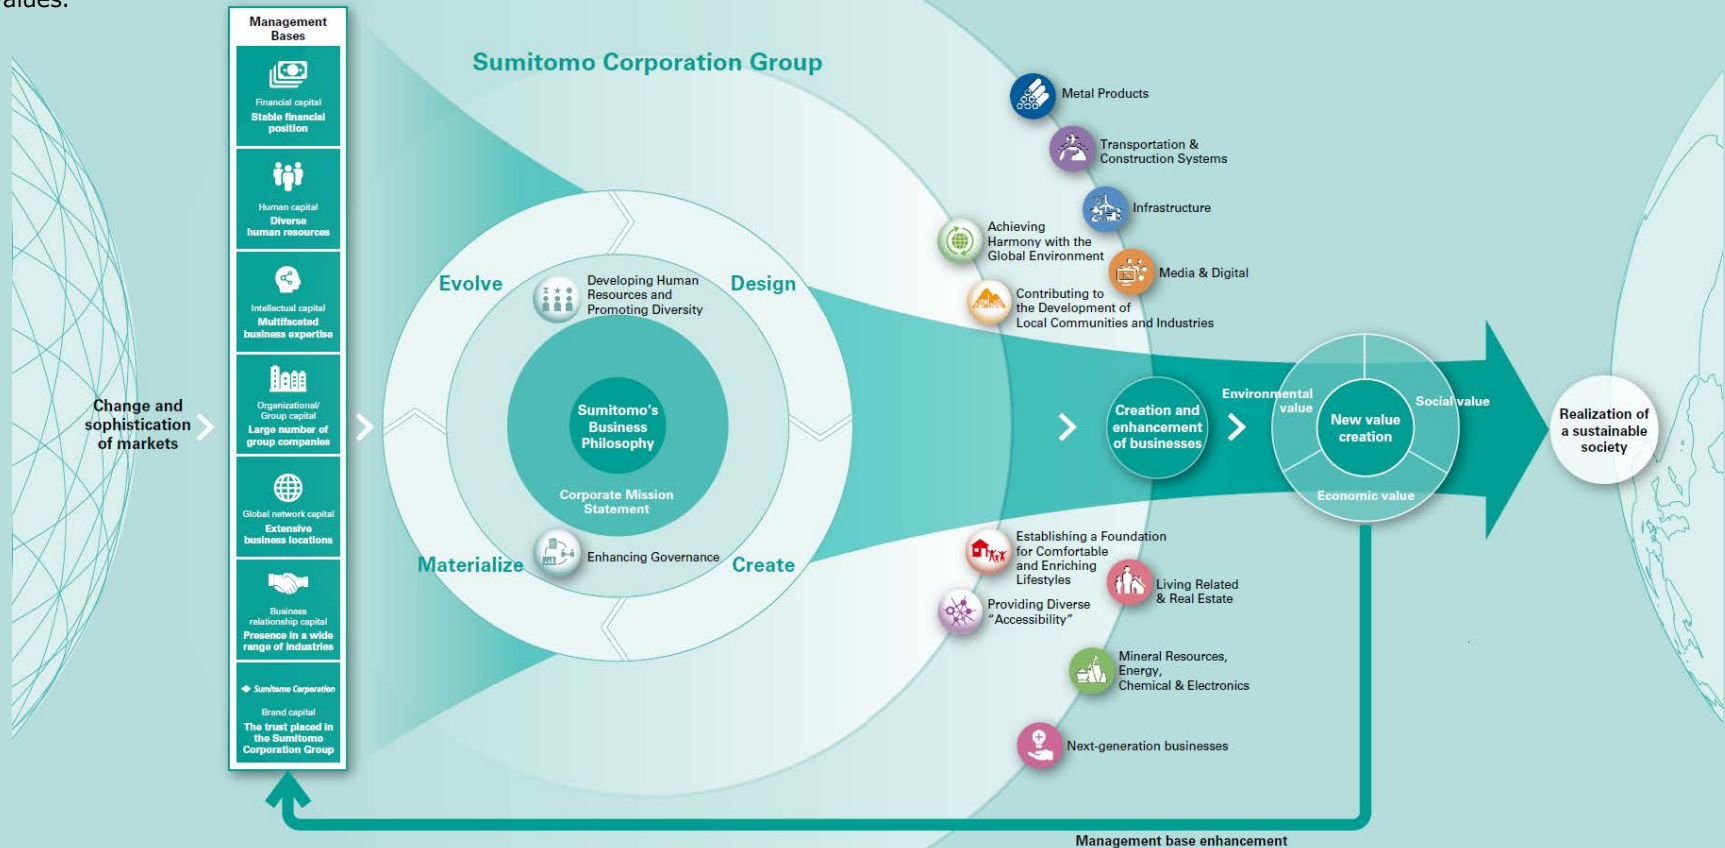 values.
Management
Bases
Financial capital
Stable financial
position
Human capital
Diverse
human resources
Intellectual capital
Multifaceted
business expertise
Organizational/
Group capital
Large number of
group companies
Global network capital
Extensive
business locations
Business
relationship capital
Presence in a wide
range of industries
Sumitomo Corporation
Brand capital
The trust placed in
the Sumitomo
Corporation Group
Change and
sophistication
of markets
Sumitomo Corporation Group
Evolve
Design
Materialize
Create
Developing Human
Resources and
Promoting Diversity
Sumitomo's
Business
Philosophy
Corporate Mission
Statement
Enhancing Governance
Metal Products
Transportation &
Construction Systems
Infrastructure
Media & Digital
Achieving
Harmony with the
Global Environment
Contributing to
the Development of
Local Communities and Industries
Creation and
enhancement
of businesses
Environmental
value
Social value
New value
creation
Economic value
Realization of
a sustainable
society
Establishing a Foundation
for Comfortable
and Enriching
Lifestyles
Providing Diverse
“Accessibility”
Living Related
& Real Estate
Mineral Resources,
Energy,
Chemical & Electronics
Next-generation businesses
Management base enhancement